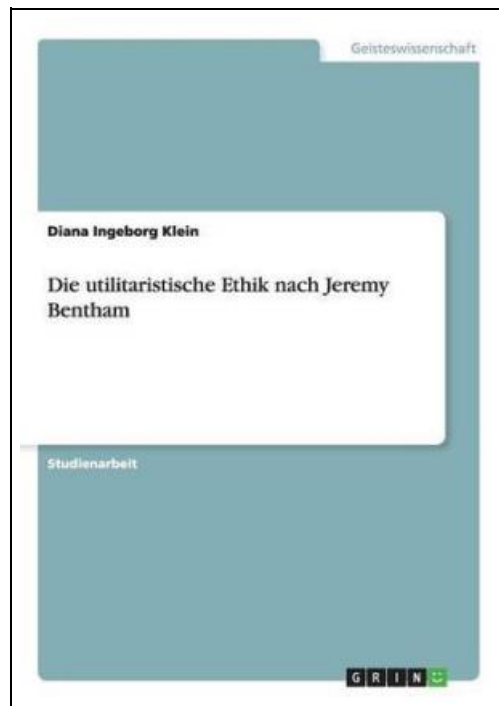 Geisteswissenschaft
Diana Ingeborg Klein
Die utilitaristische Ethik nach Jeremy
Bentham
Studienarbeit
GRIN